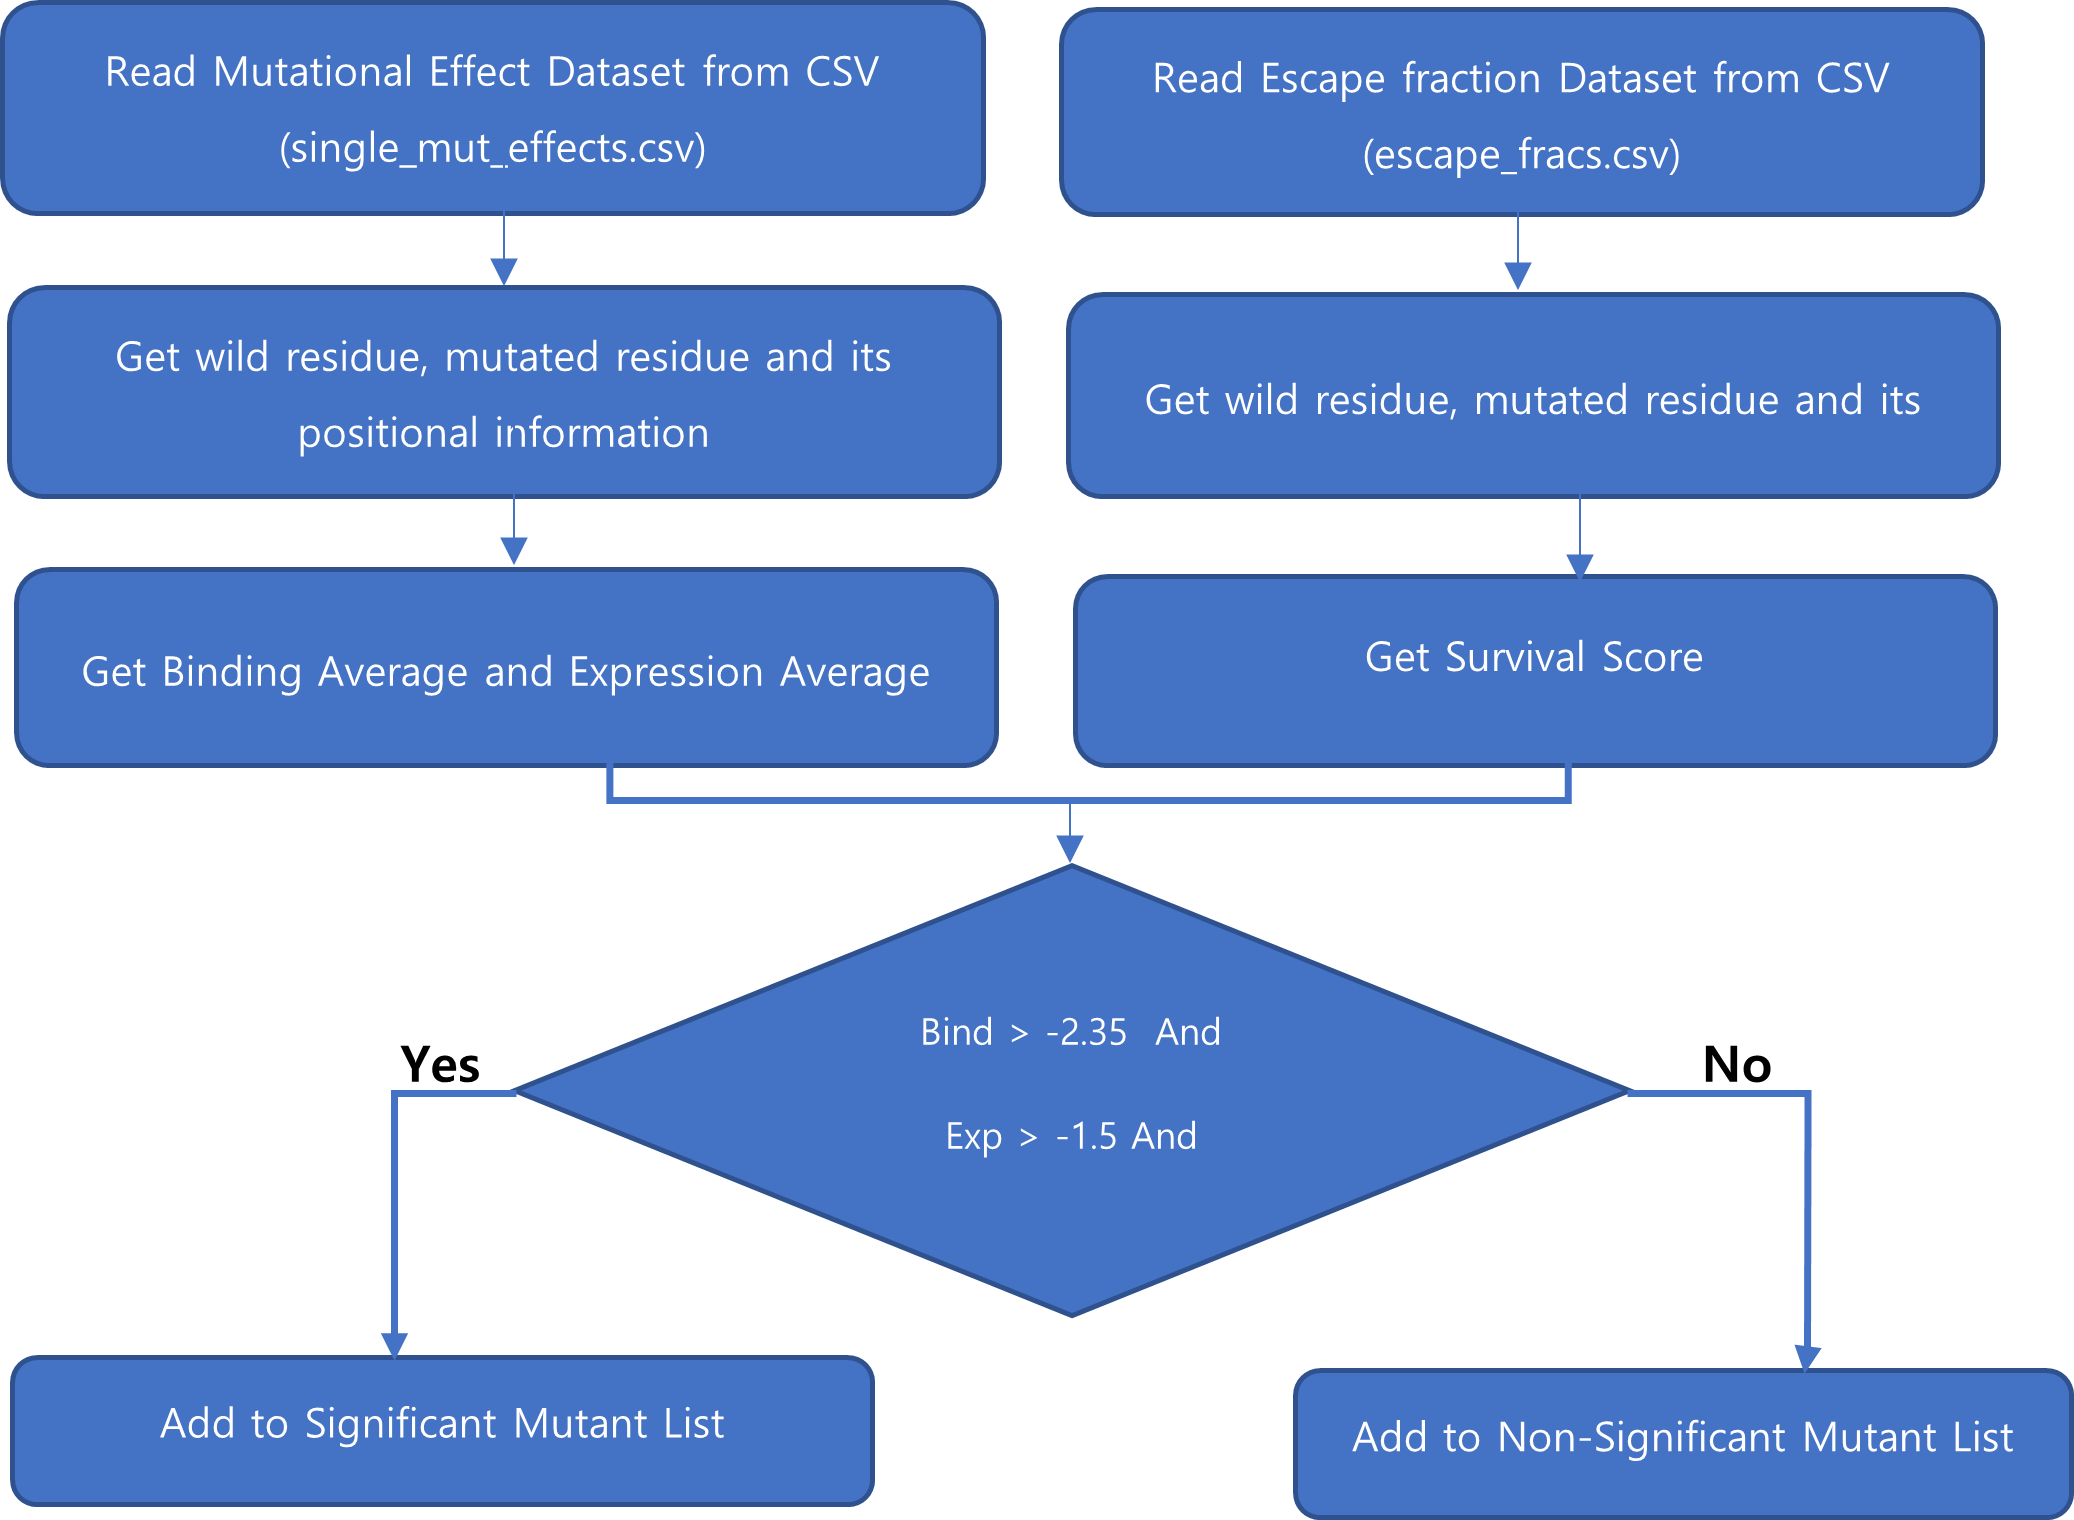 Read Mutational Effect Dataset from CSV
(single_mut_effects.csv)
Read Escape fraction Dataset from CSV
(escape_fracs.csv)
Get wild residue, mutated residue and its
positional information
Get wild residue, mutated residue and its
Get Binding Average and Expression Average
Get Survival Score
Bind > -2.35 And
Exp > -1.5 And
Yes
No
Add to Significant Mutant List
Add to Non-Significant Mutant List